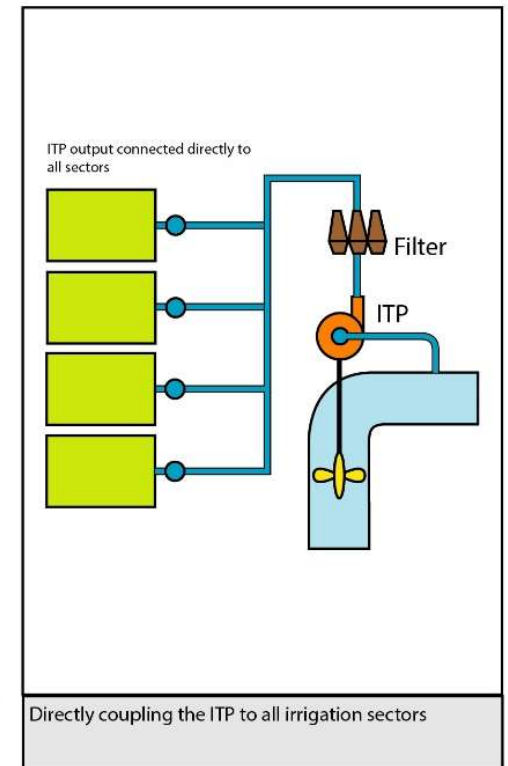 ITP output connected directly to
all sectors
Filter
ITP
Directly coupling the ITP to all irrigation sectors